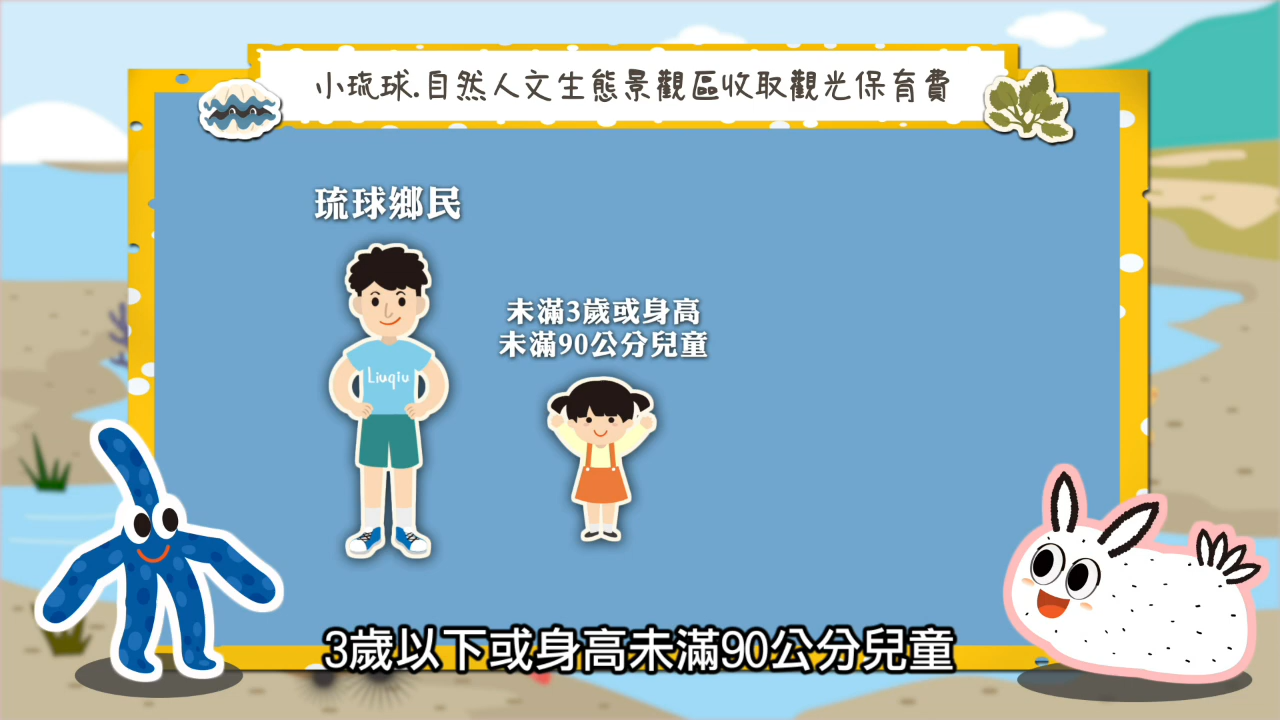 小琉球.自然人文生態景觀區收取觀光保育費
琉球鄉民
未滿3歲或身高
未滿90公分兒童
Liuqiu
3歲以下或身高未滿90公分兒童